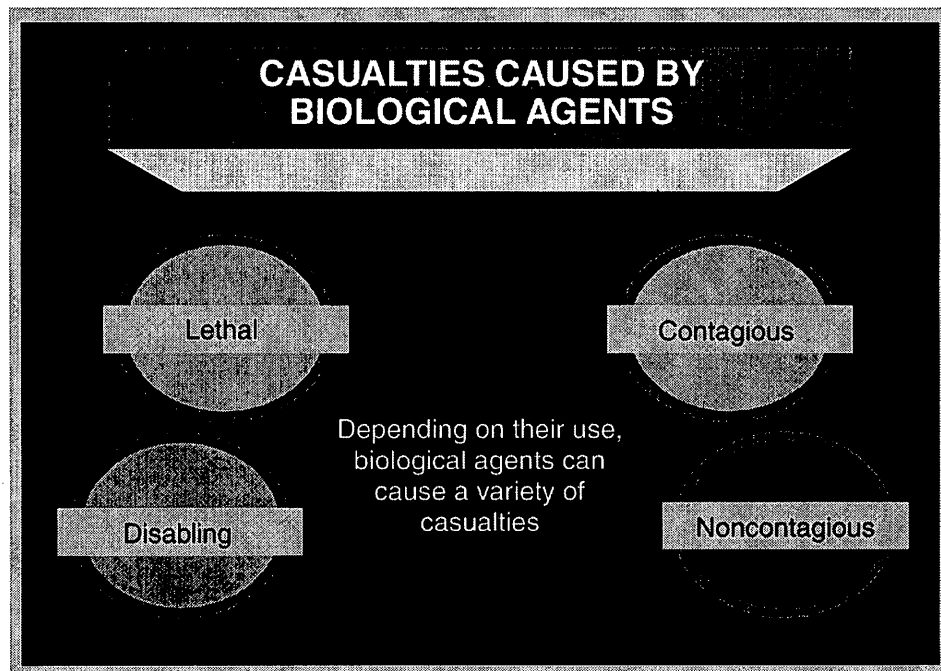 CASUALTIES CAUSED BY
BIOLOGICAL AGENTS
Lethal
Contagious
Depending on their use,
biological agents can
cause a variety of
casualties
Disabling
Noncontagious